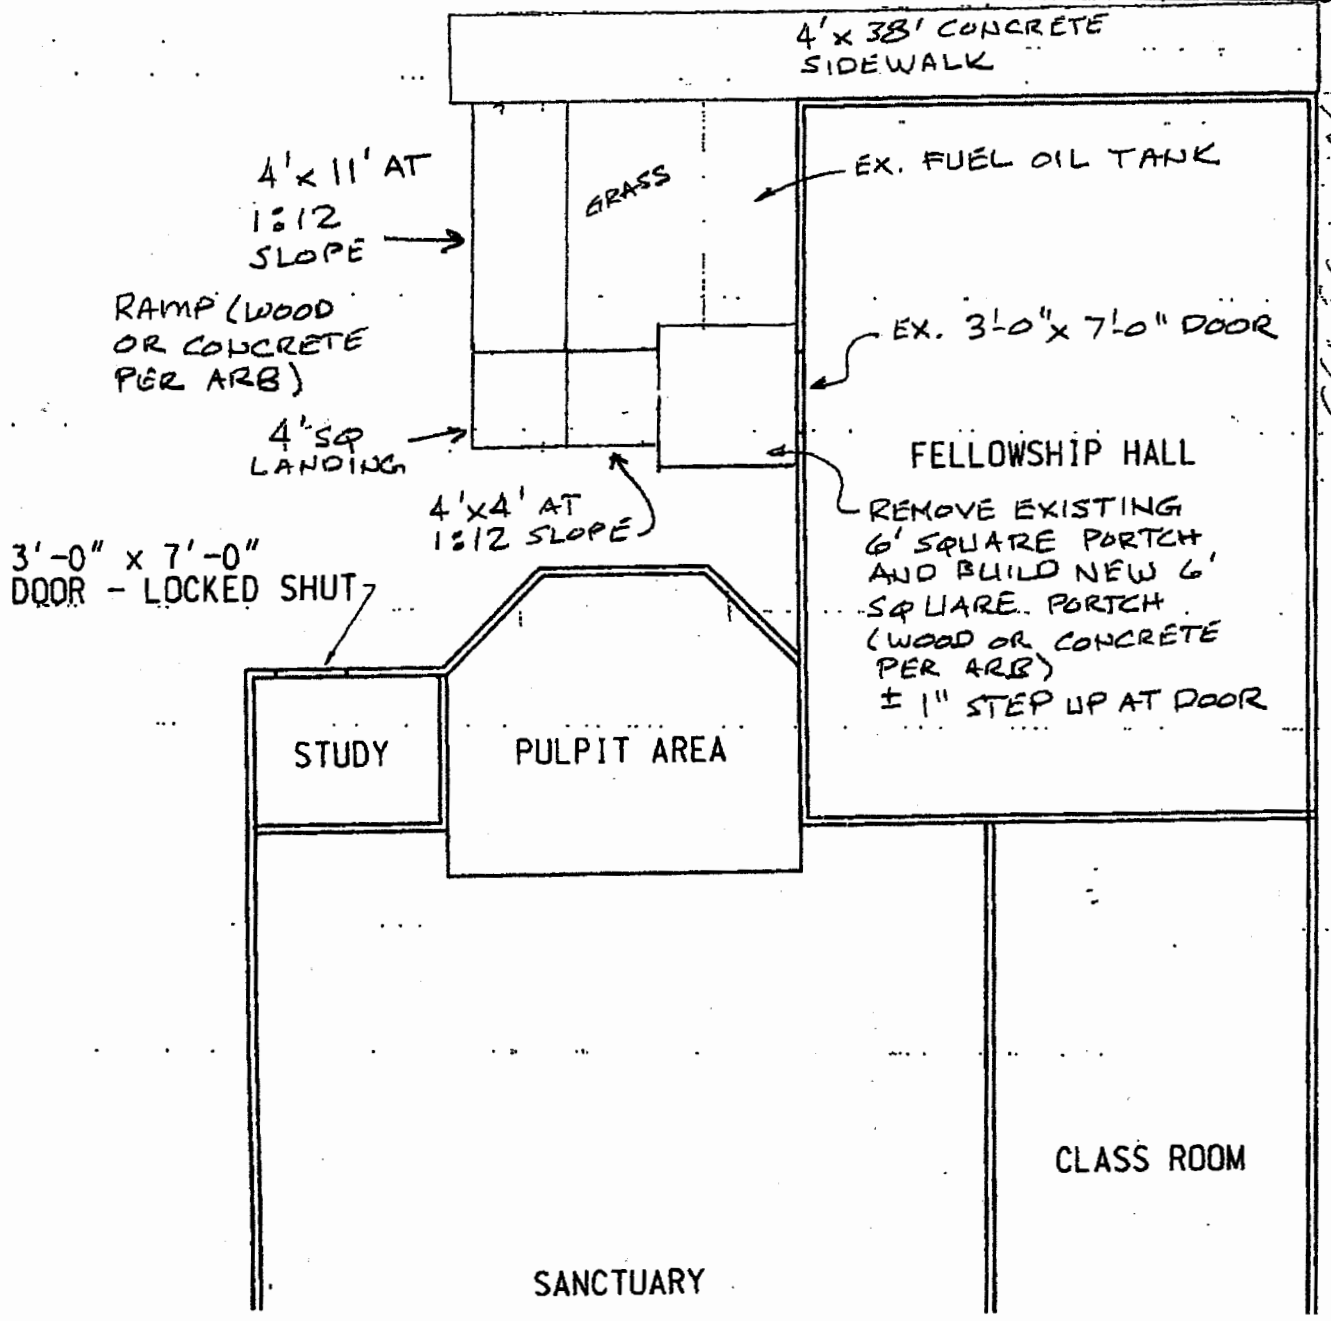 4'x 38' CONCRETE
SIDEWALK
4'x 11' AT
1:12
SLOPE
GRASS
EX. FUEL OIL TANK
RAMP (WOOD
OR CONCRETE
PER ARB)
EX. 3'-0" x 7'-0" DOOR
4' SQ
LANDING
FELLOWSHIP HALL
4'x4' AT
1:12 SLOPE
REMOVE EXISTING
6' SQUARE PORTCH
AND BUILD NEW 6'
SQUARE PORTCH
(WOOD OR CONCRETE
PER ARB)
± 1" STEP UP AT DOOR
3'-0" x 7'-0"
DOOR - LOCKED SHUT
STUDY
PULPIT AREA
CLASS ROOM
SANCTUARY